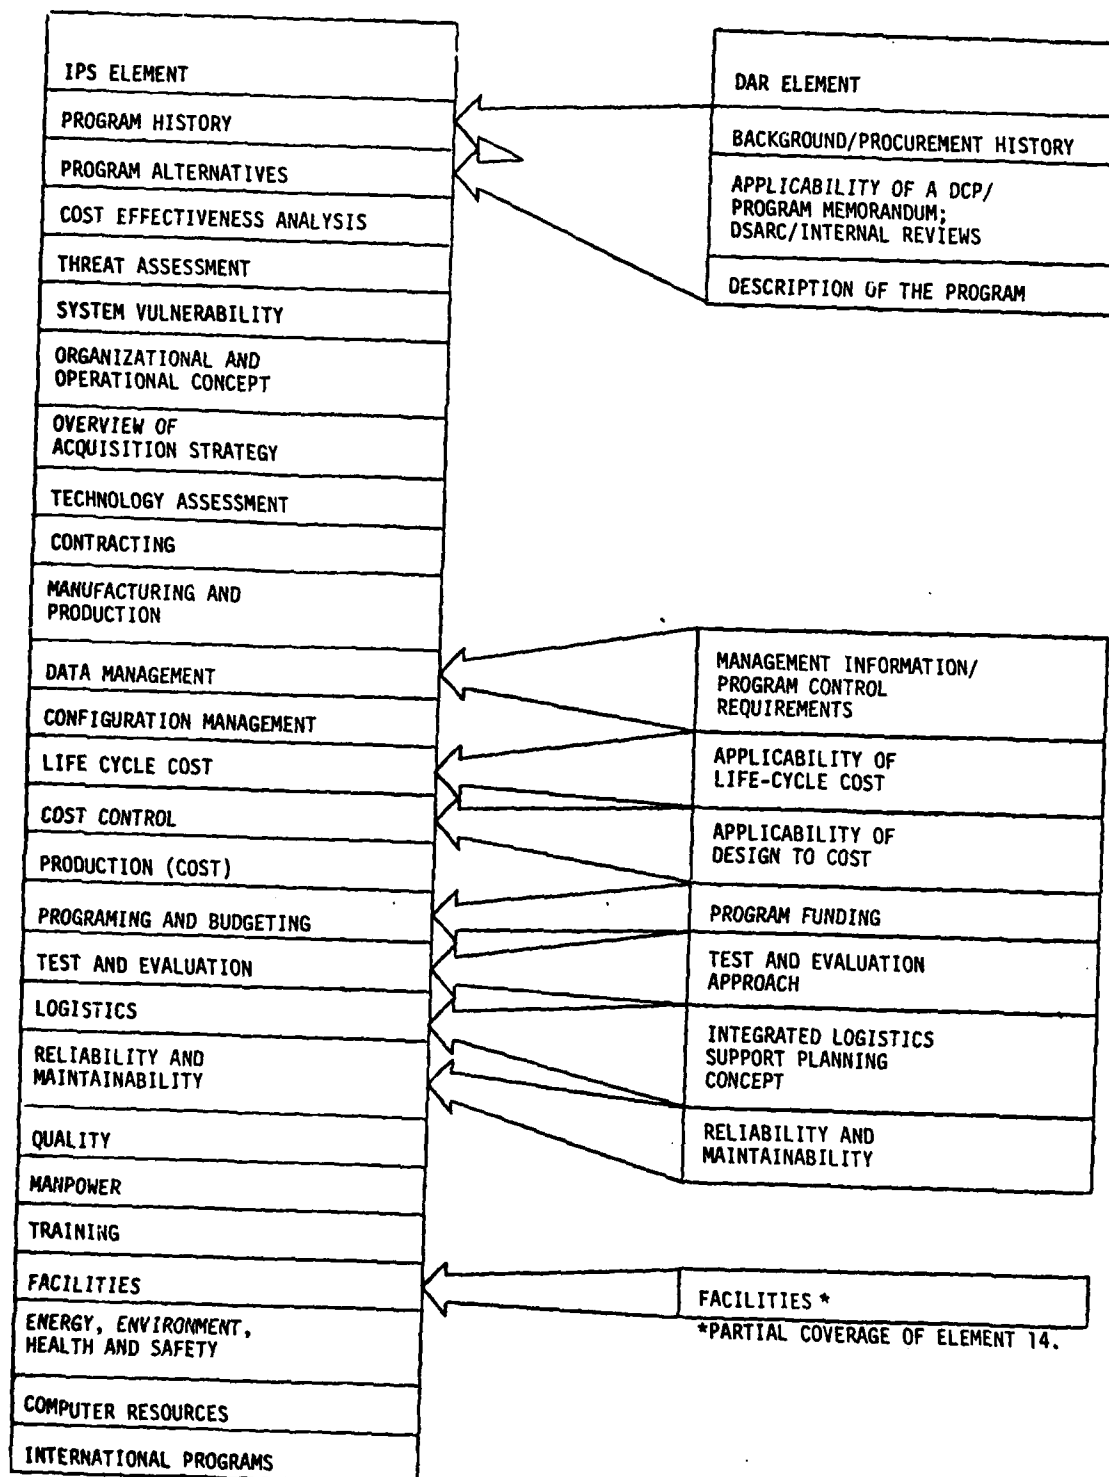 IPS ELEMENT
PROGRAM HISTORY
PROGRAM ALTERNATIVES
COST EFFECTIVENESS ANALYSIS
THREAT ASSESSMENT
SYSTEM VULNERABILITY
ORGANIZATIONAL AND
OPERATIONAL CONCEPT
OVERVIEW OF
ACQUISITION STRATEGY
TECHNOLOGY ASSESSMENT
CONTRACTING
MANUFACTURING AND
PRODUCTION
DATA MANAGEMENT
CONFIGURATION MANAGEMENT
LIFE CYCLE COST
COST CONTROL
PRODUCTION (COST)
PROGRAMING AND BUDGETING
TEST AND EVALUATION
LOGISTICS
RELIABILITY AND
MAINTAINABILITY
QUALITY
MANPOWER
TRAINING
FACILITIES
ENERGY, ENVIRONMENT,
HEALTH AND SAFETY
COMPUTER RESOURCES
INTERNATIONAL PROGRAMS
DAR ELEMENT
BACKGROUND/PROCUREMENT HISTORY
APPLICABILITY OF A DCP/
PROGRAM MEMORANDUM;
DSARC/INTERNAL REVIEWS
DESCRIPTION OF THE PROGRAM
MANAGEMENT INFORMATION/
PROGRAM CONTROL
REQUIREMENTS
APPLICABILITY OF
LIFE-CYCLE COST
APPLICABILITY OF
DESIGN TO COST
PROGRAM FUNDING
TEST AND EVALUATION
APPROACH
INTEGRATED LOGISTICS
SUPPORT PLANNING
CONCEPT
RELIABILITY AND
MAINTAINABILITY
FACILITIES *
*PARTIAL COVERAGE OF ELEMENT 14.